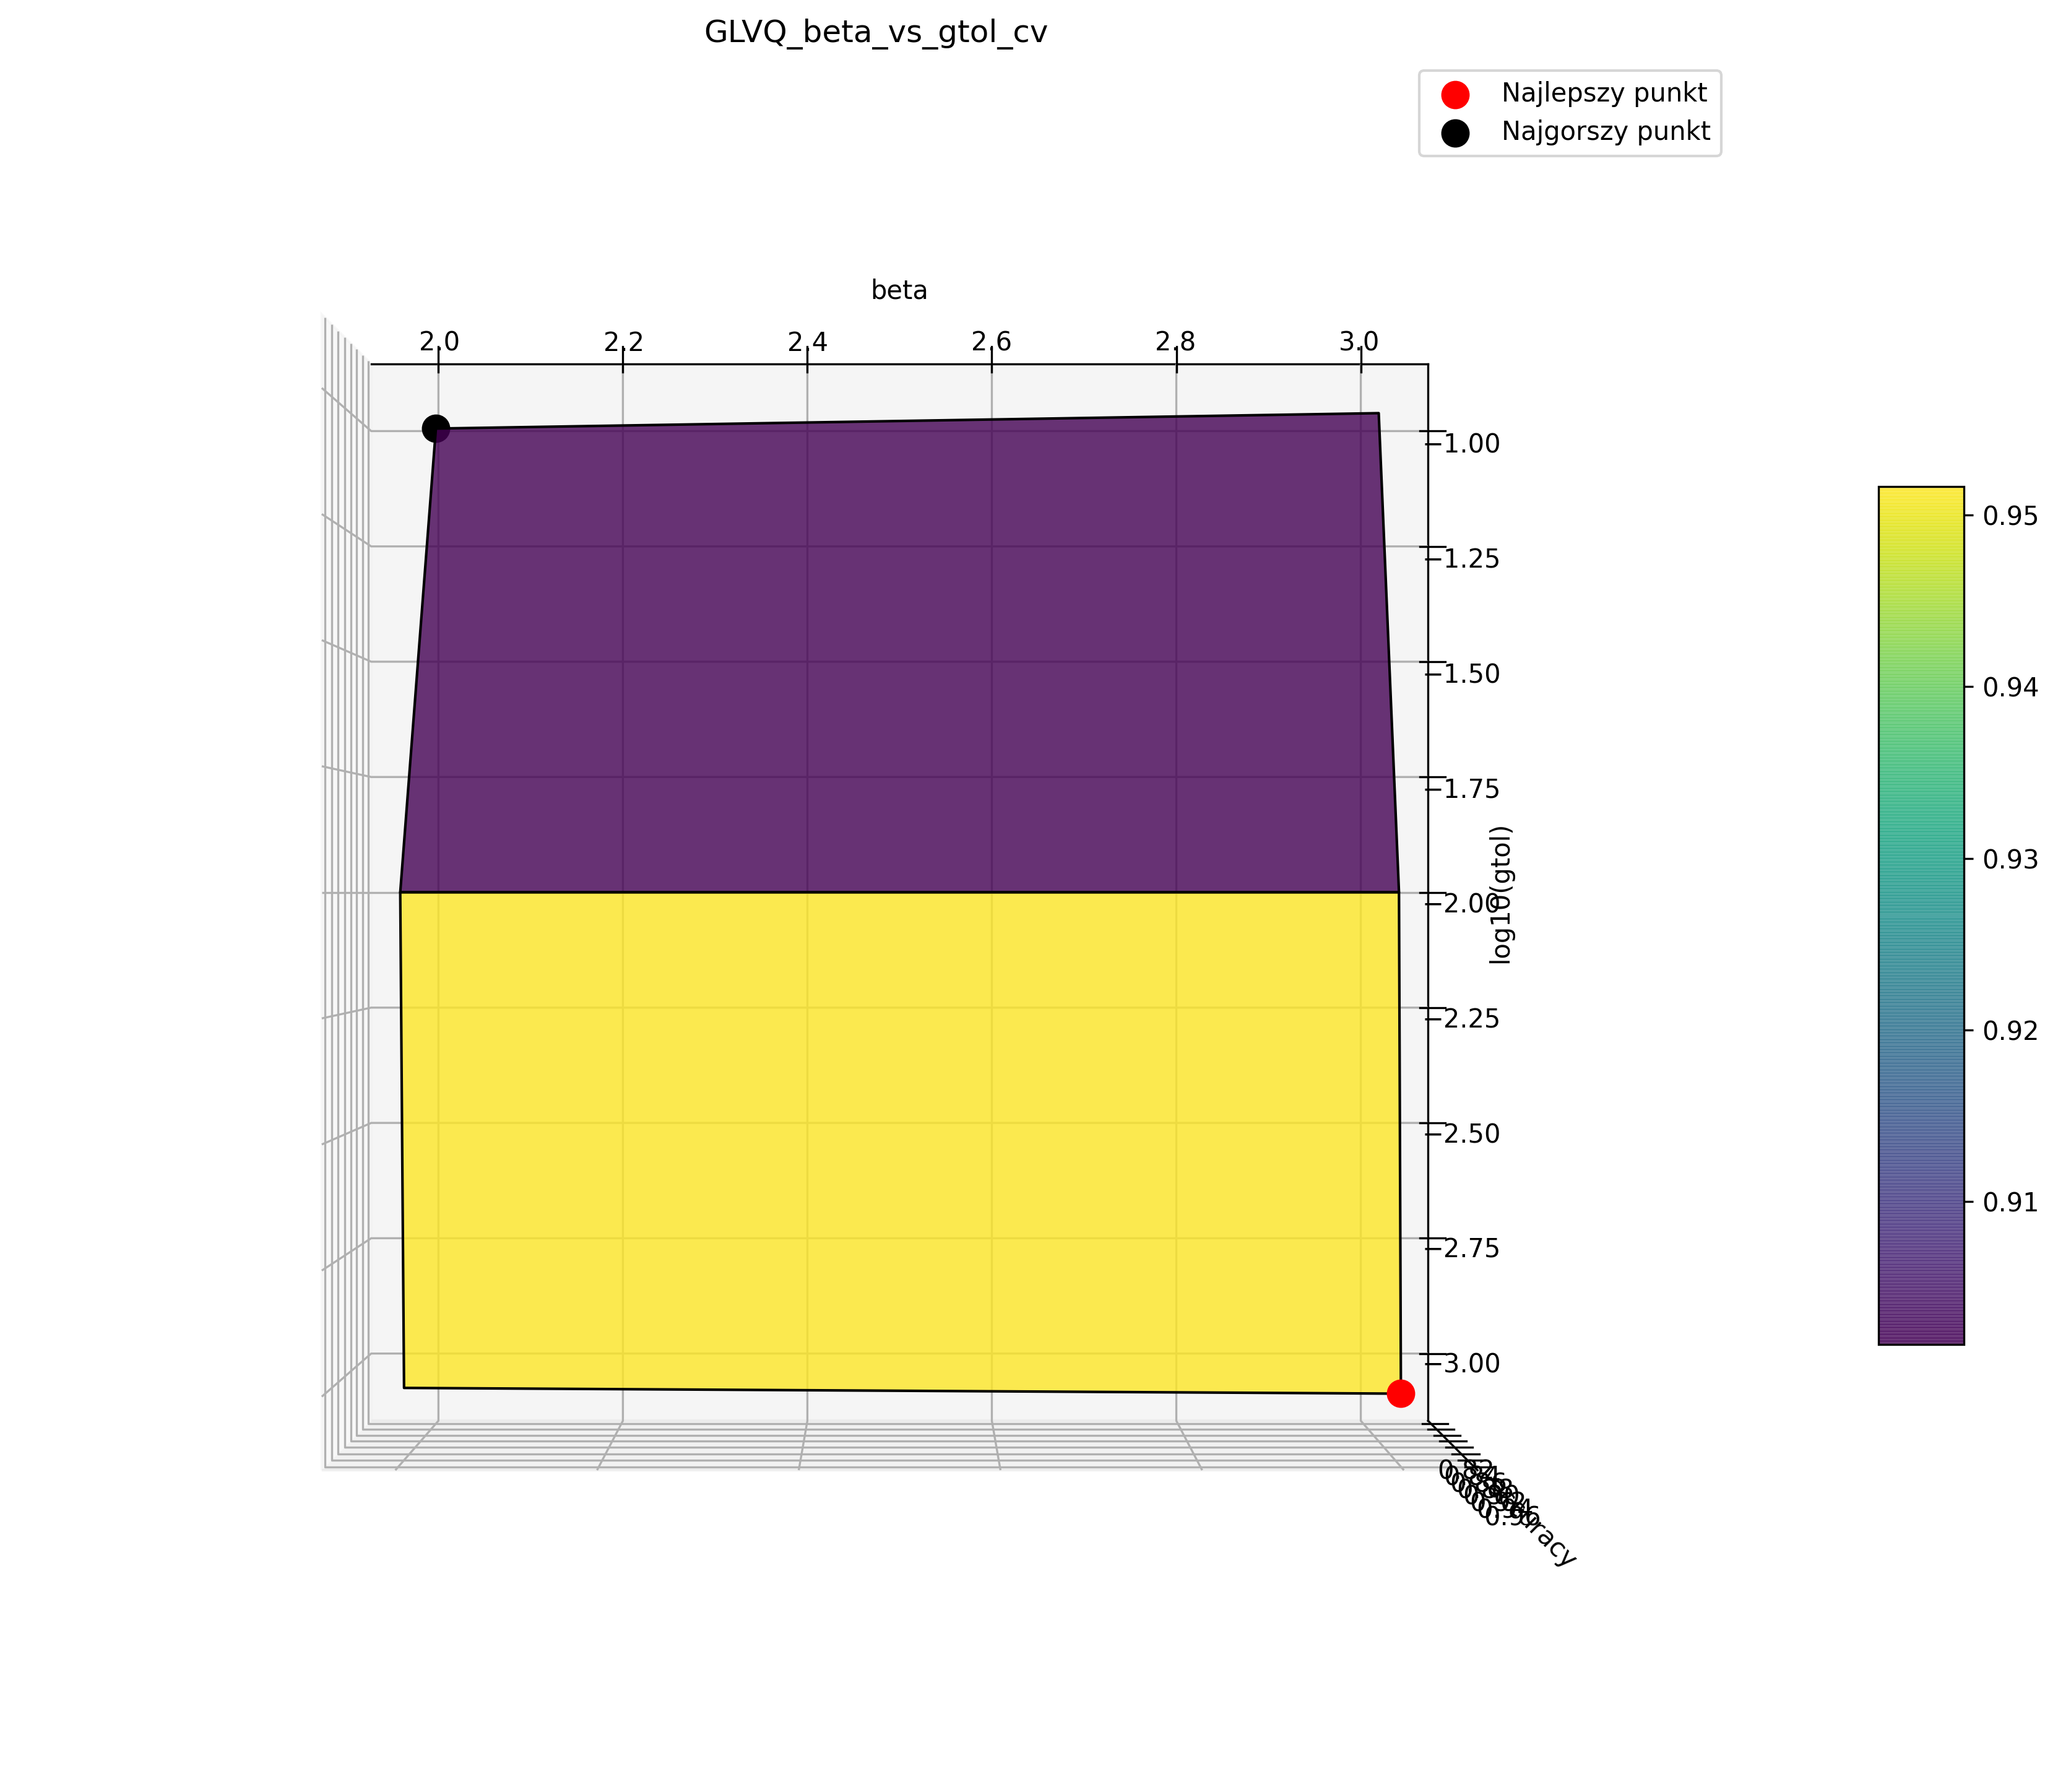 GLVQ_beta_vs_gtol_cv
Najlepszy punkt
Najgorszy punkt
beta
2.0 2.2 2.4 2.6 2.8 3.0
1.00
1.25
1.50
1.75
2.00
2.25
2.50
2.75
3.00
log10(gtol)
0.95
0.94
0.93
0.92
0.91